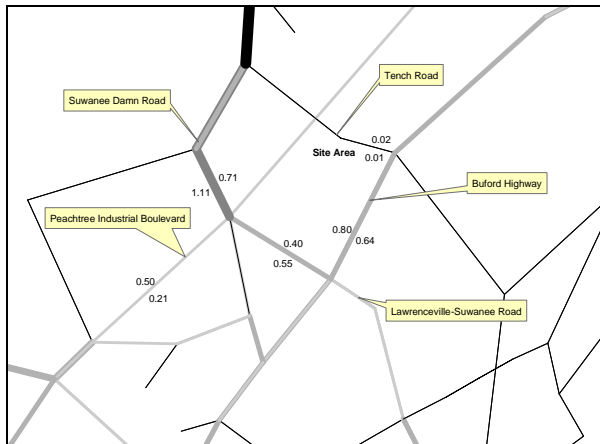 Tench Road
Suwanee Damn Road
0.02
Site Area
0.01
0.71
1.11
Buford Highway
Peachtree Industrial Boulevard
0.80
0.64
0.40
0.55
0.50
0.21
Lawrenceville-Suwanee Road